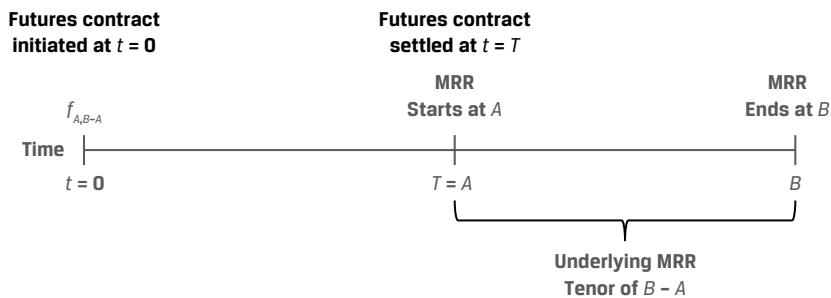 Futures contract
initiated at t = 0
Futures contract
settled at t = T
MRR
Starts at A
MRR
Ends at B
f A,B–A
Time
t = 0
T = A
B
Underlying MRR
Tenor of B – A